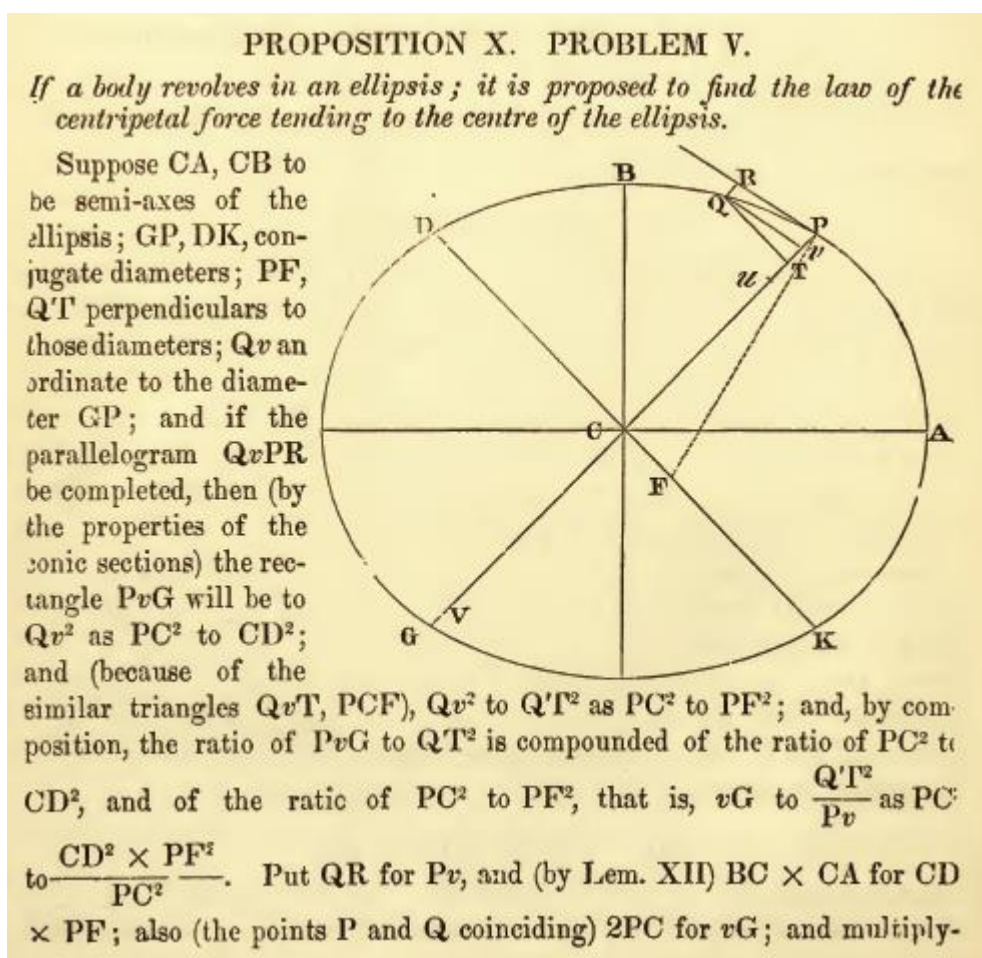 PROPOSITION X. PROBLEM V.
If a body revolves in an ellipsis ; it is proposed to find the law of the
centripetal force tending to the centre of the ellipsis.
Suppose CA, CB to
be semi-axes of the
ellipsis ; GP, DK, con-
jugate diameters ; PF,
QT perpendiculars to
those diameters ; Qv an
ordinate to the diame-
ter GP ; and if the
parallelogram QvPR
be completed, then (by
the properties of the
conic sections) the rec-
tangle PvG will be to
Qv² as PC² to CD² ;
and (because of the
similar triangles QvT, PCF), Qv² to QT² as PC² to PF² ; and, by com-
position, the ratio of PvG to QT² is compounded of the ratio of PC² to
CD², and of the ratio of PC² to PF², that is, vG to QT²/Pv as PC²
to CD² × PF²/PC². Put QR for Pv, and (by Lem. XII) BC × CA for CD
× PF ; also (the points P and Q coinciding) 2PC for vG ; and multiply-
B
R
Q
D
P
v
T
u
C
A
F
V
G
K